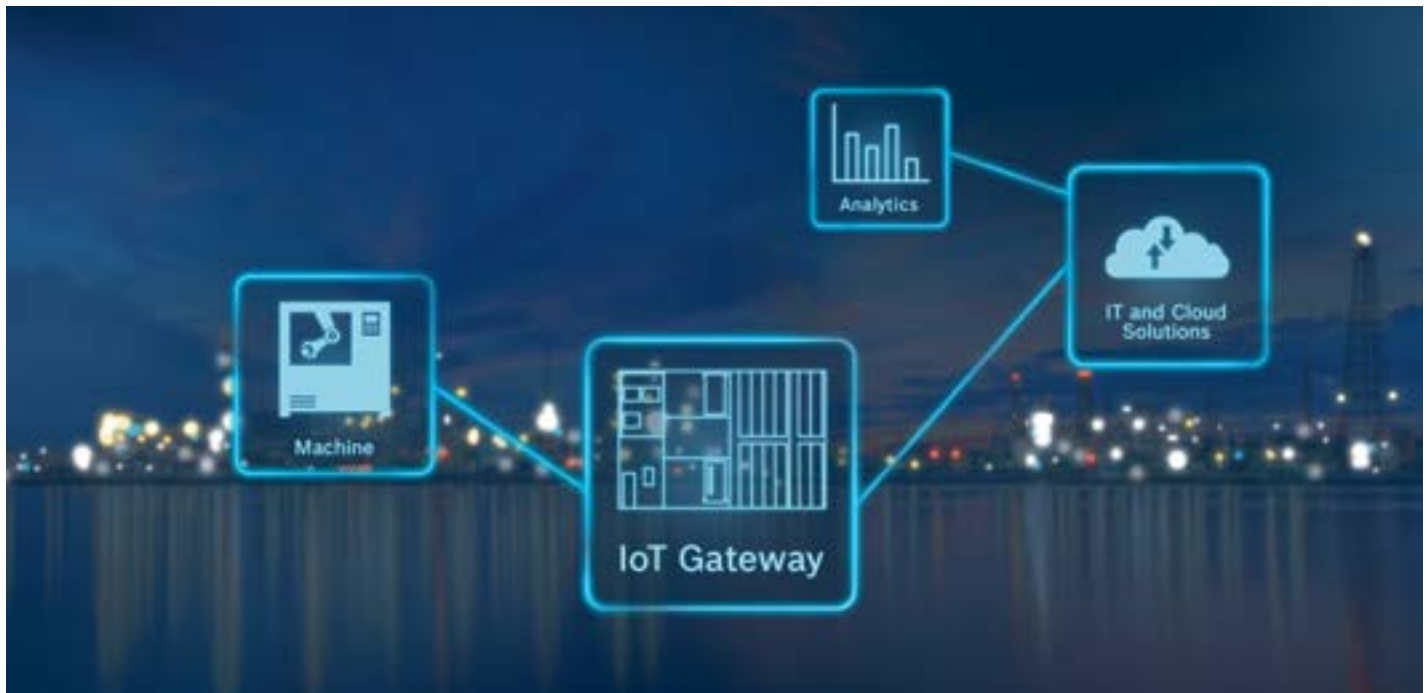 Analytics
IT and Cloud
Solutions
Machine
IoT Gateway